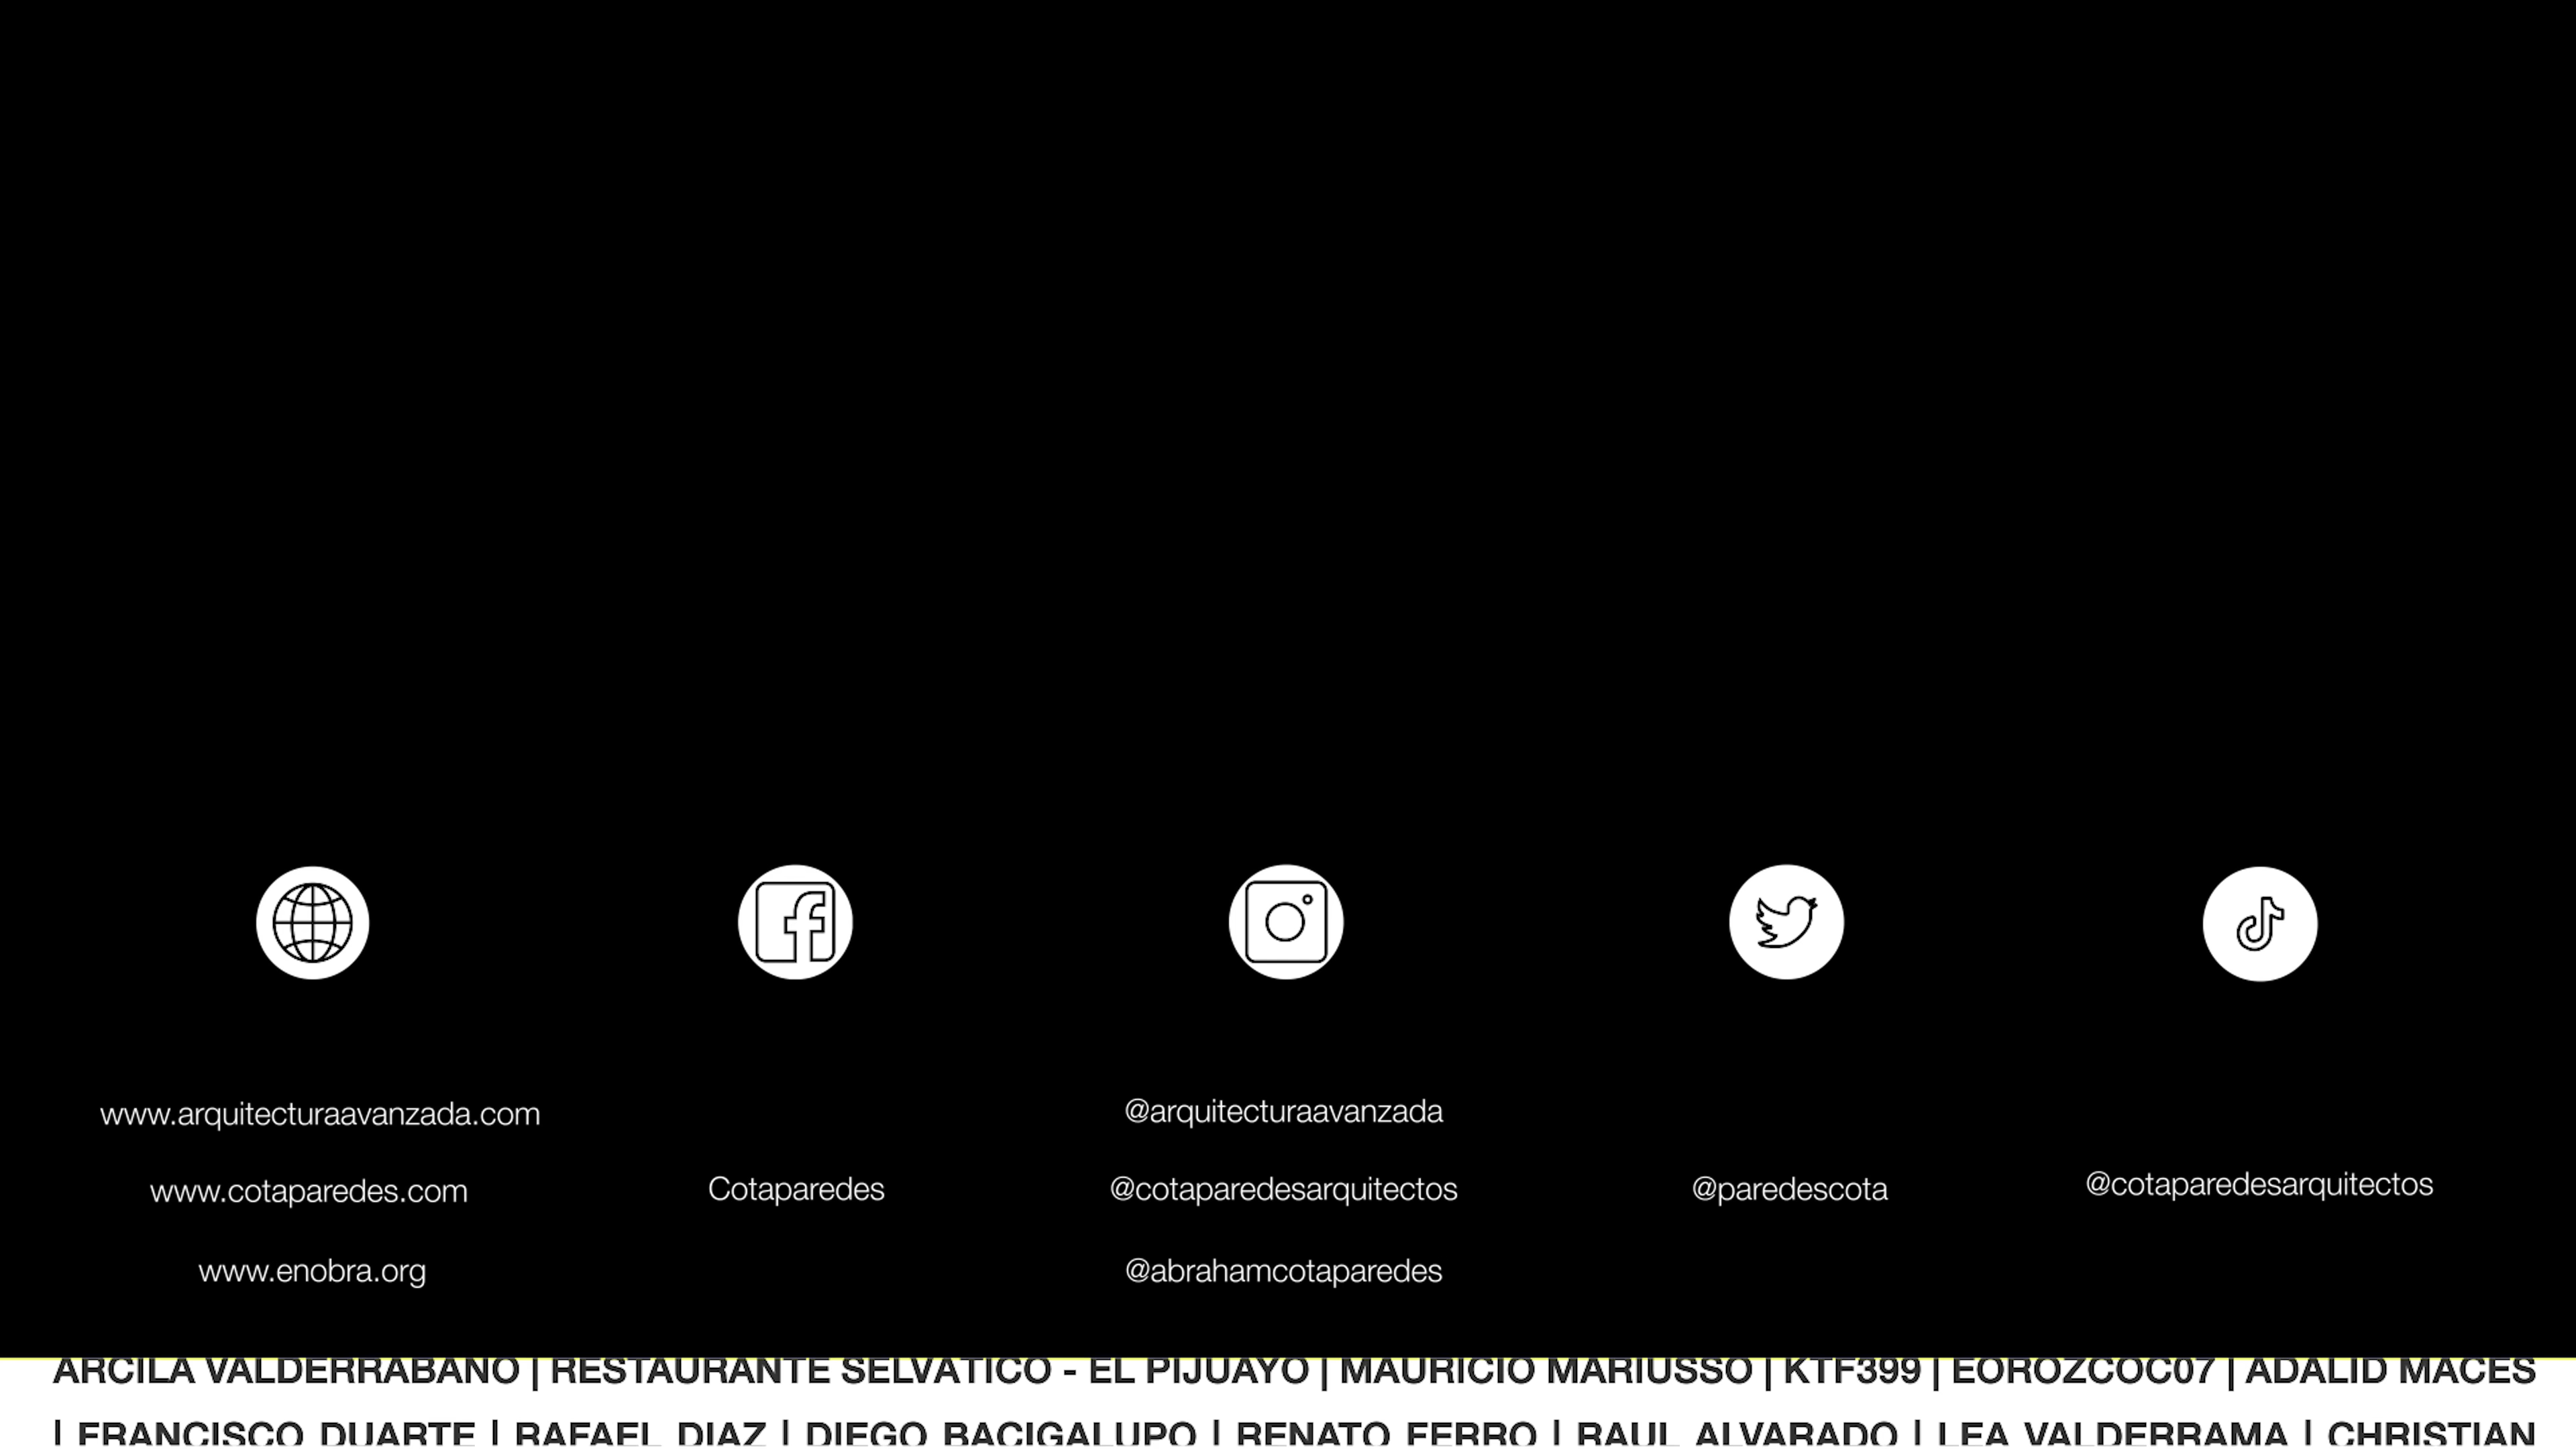 www.arquitecturaavanzada.com
www.cotaparedes.com
www.enobra.org
Cotaparedes
@arquitecturaavanzada
@cotaparedesarquitectos
@abrahamcotaparedes
@paredescota
@cotaparedesarquitectos
ARCILA VALDERRABANO | RESTAURANTE SELVATICO - EL PIJUAYO | MAURICIO MARIUSSO | KTF399 | EOROZCOC07 | ADALID MACES
| FRANCISCO DUARTE | RAFAEL DIAZ | DIEGO BACIGALUPO | RENATO FERRO | RAUL ALVARADO | LEA VALDERRAMA | CHRISTIAN